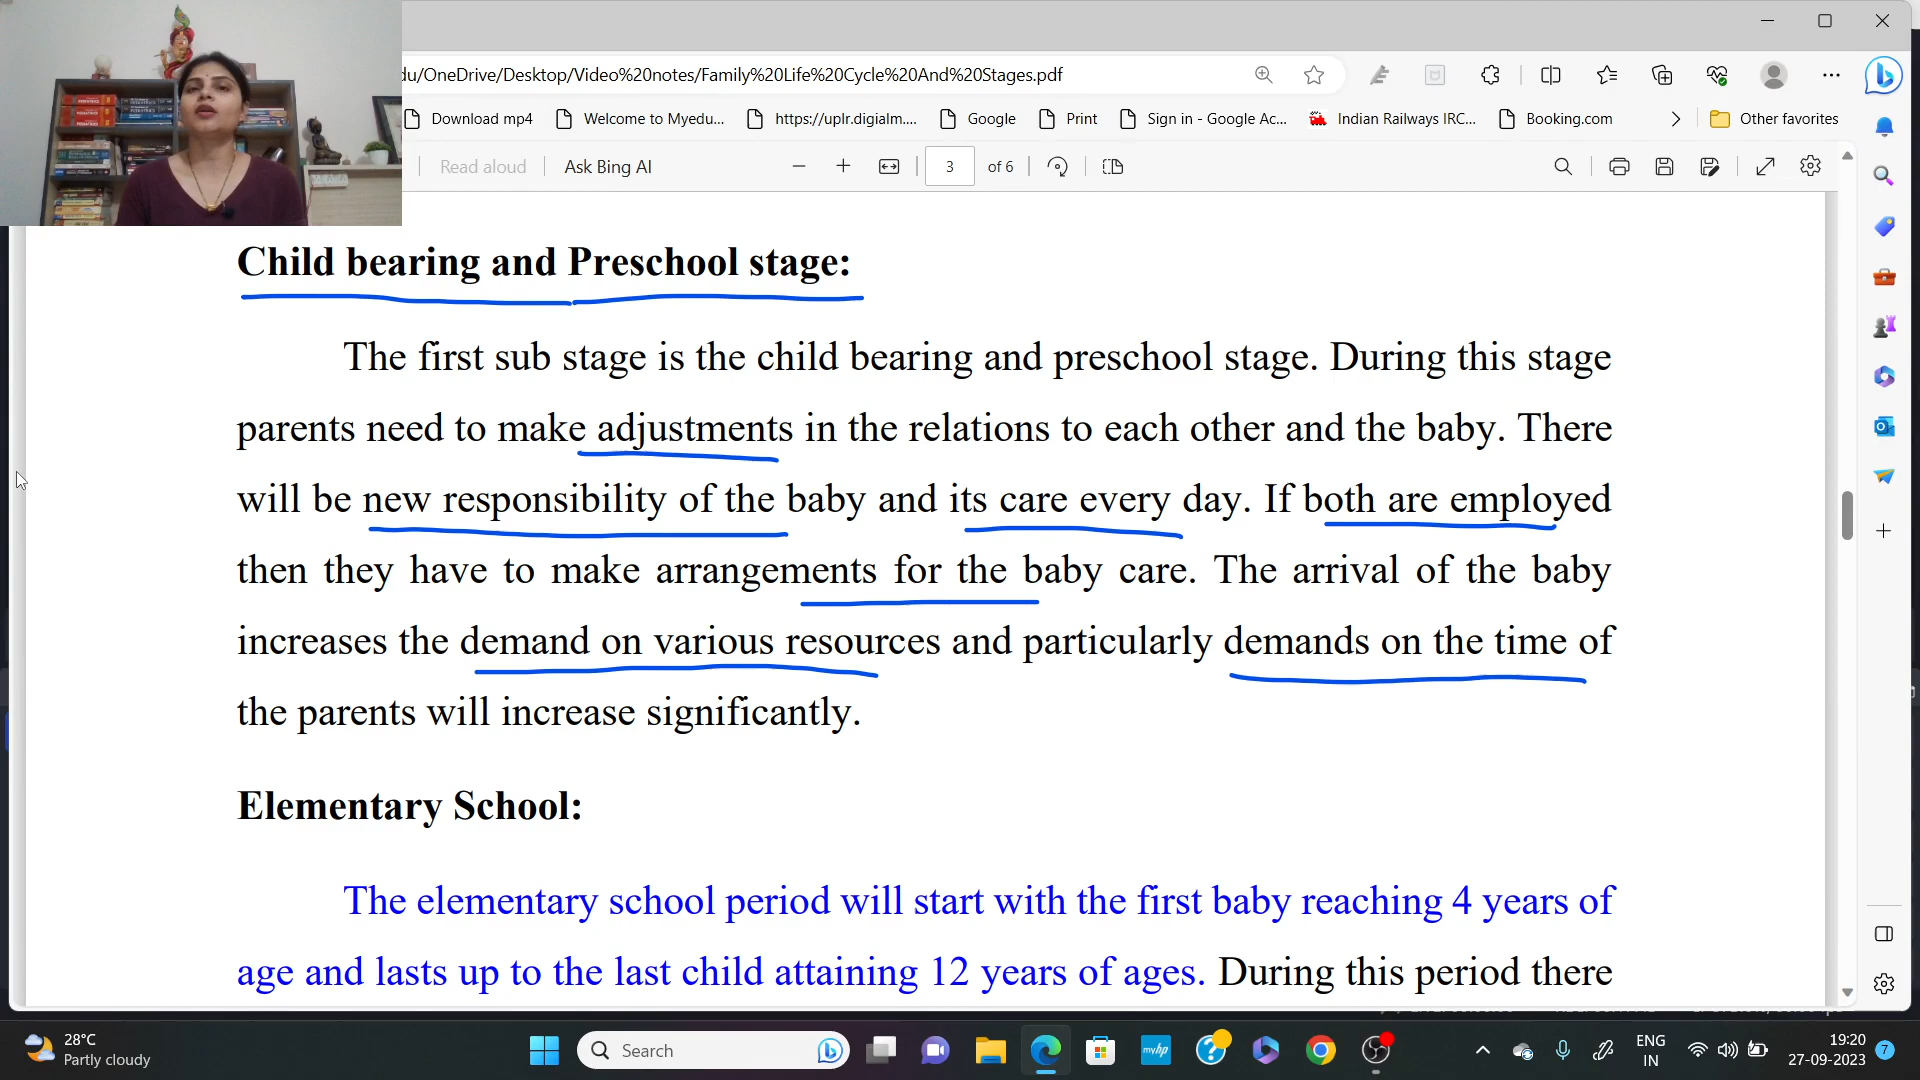 du/OneDrive/Desktop/Video%20notes/Family%20Life%20Cycle%20And%20Stages.pdf
Download mp4 Welcome to Myedu... https://uplr.digialm.... Google Print Sign in - Google Ac... Indian Railways IRC... Booking.com Other favorites
Read aloud Ask Bing AI 3 of 6
Child bearing and Preschool stage:
The first sub stage is the child bearing and preschool stage. During this stage
parents need to make adjustments in the relations to each other and the baby. There
will be new responsibility of the baby and its care every day. If both are employed
then they have to make arrangements for the baby care. The arrival of the baby
increases the demand on various resources and particularly demands on the time of
the parents will increase significantly.
Elementary School:
The elementary school period will start with the first baby reaching 4 years of
age and lasts up to the last child attaining 12 years of ages. During this period there
28°C
Partly cloudy
Search
myhp
ENG
IN
19:20
27-09-2023
7